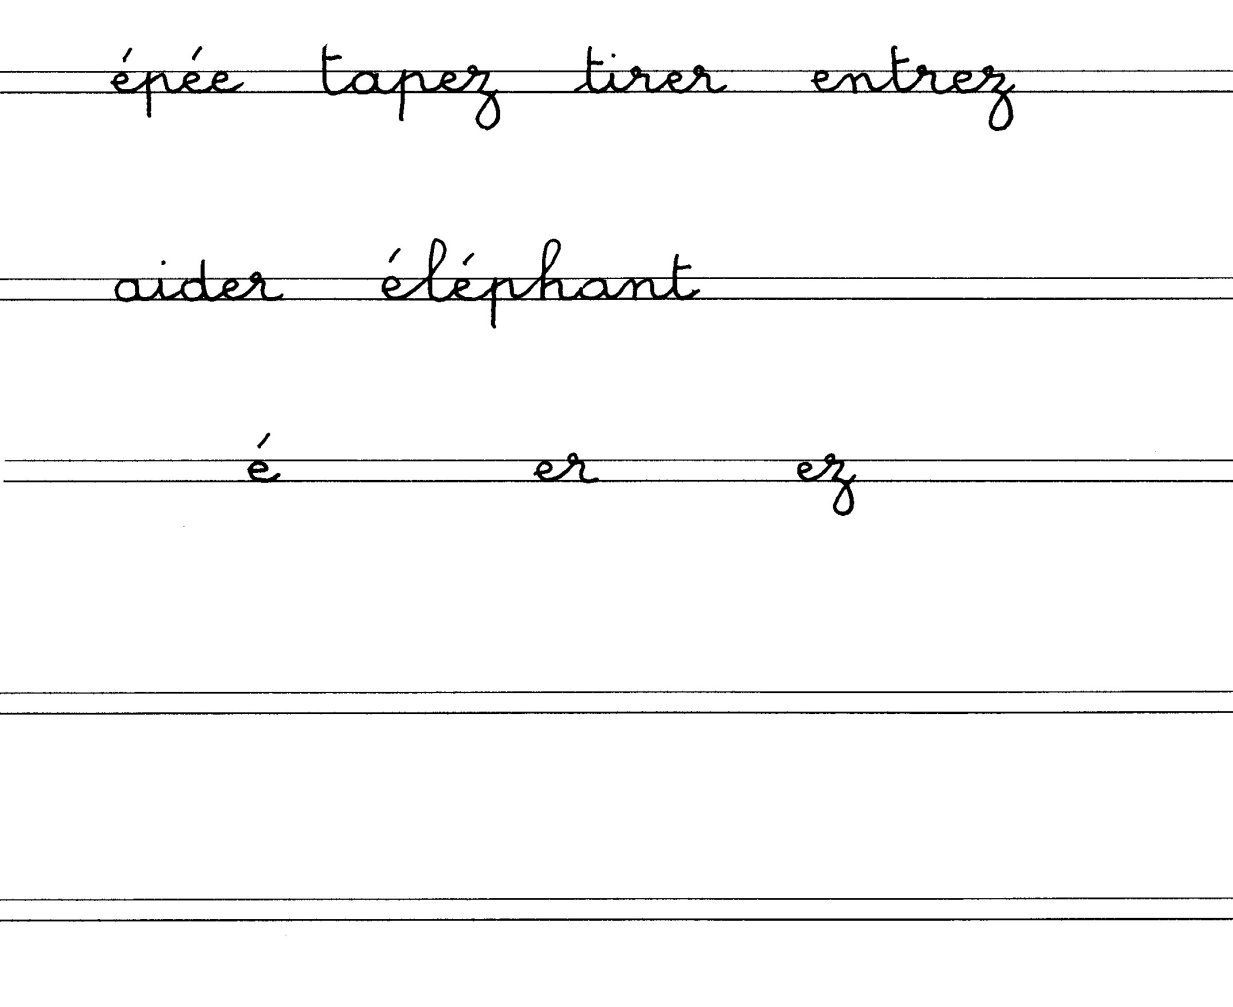 épée tapez tirer entrez
aider éléphant
é er ez